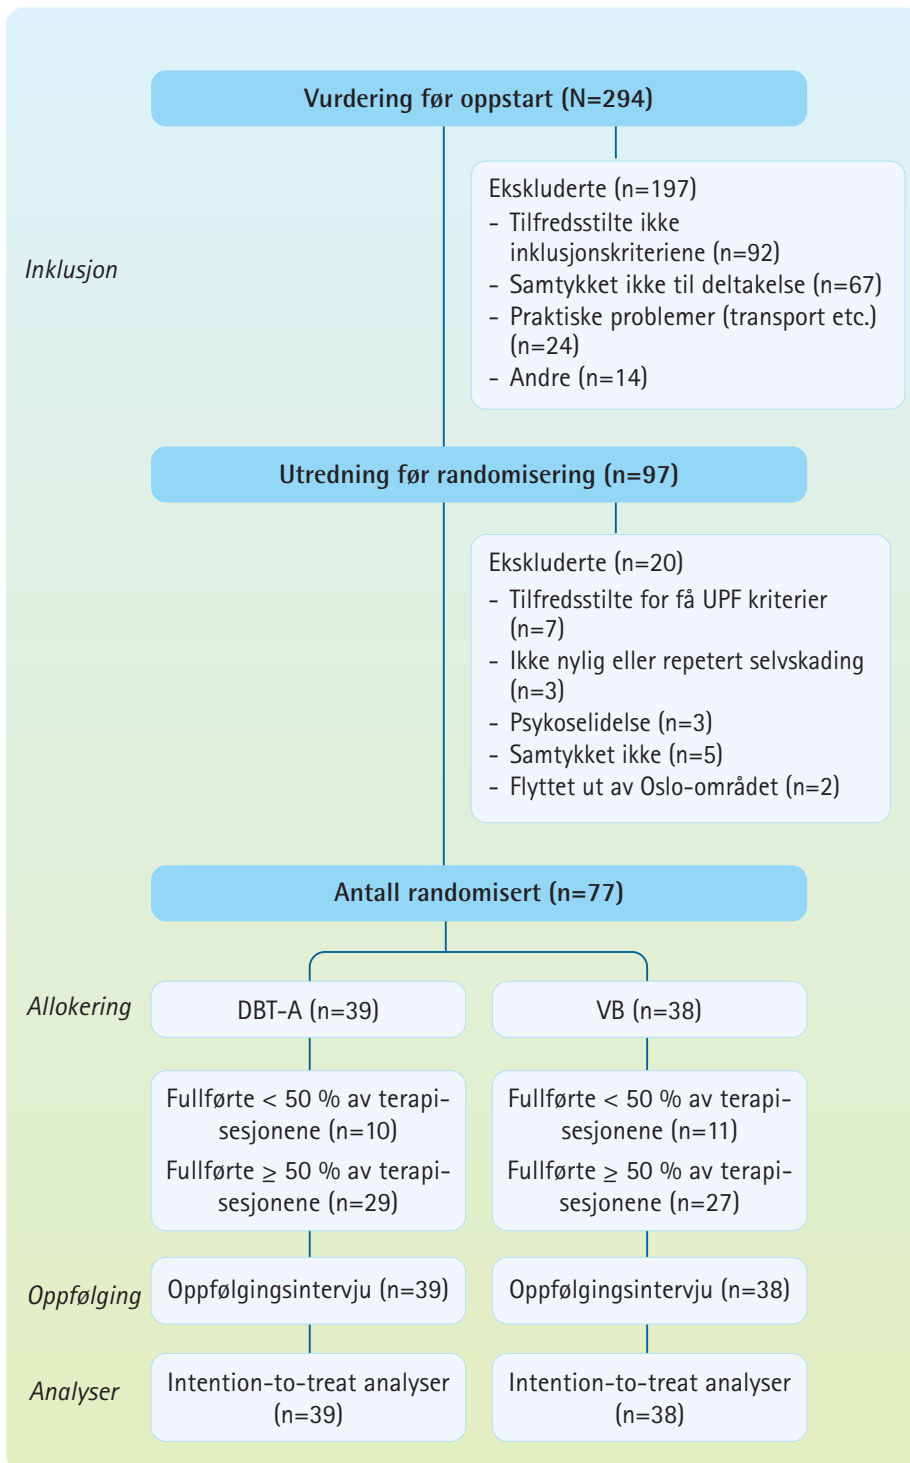 Vurdering før oppstart (N=294)
Inklusjon
Ekskluderte (n=197)
- Tilfredsstilte ikke
inklusjonskriteriene (n=92)
- Samtykket ikke til deltakelse (n=67)
- Praktiske problemer (transport etc.)
(n=24)
- Andre (n=14)
Utredning før randomisering (n=97)
Ekskluderte (n=20)
- Tilfredsstilte for få UPF kriterier
(n=7)
- Ikke nylig eller repetert selvskading
(n=3)
- Psykoselidelse (n=3)
- Samtykket ikke (n=5)
- Flyttet ut av Oslo-området (n=2)
Antall randomisert (n=77)
Allokering
DBT-A (n=39)
VB (n=38)
Fullførte < 50 % av terapi-
sesjonene (n=10)
Fullførte ≥ 50 % av terapi-
sesjonene (n=29)
Fullførte < 50 % av terapi-
sesjonene (n=11)
Fullførte ≥ 50 % av terapi-
sesjonene (n=27)
Oppfølging
Oppfølgingsintervju (n=39)
Oppfølgingsintervju (n=38)
Analyser
Intention-to-treat analyser
(n=39)
Intention-to-treat analyser
(n=38)